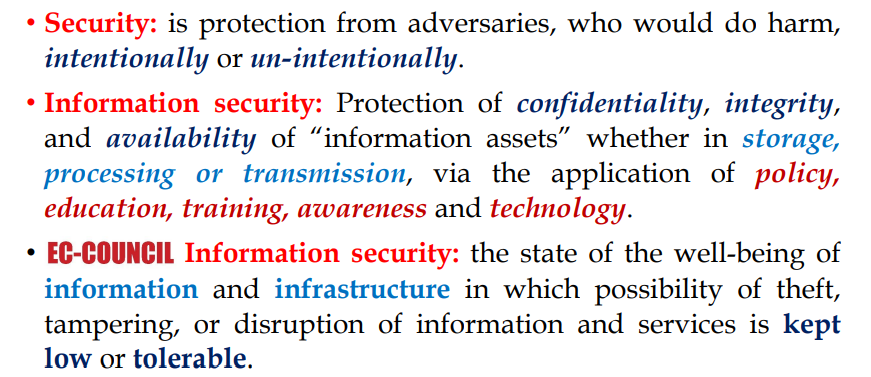 • Security: is protection from adversaries, who would do harm,
intentionally or un-intentionally.
• Information security: Protection of confidentiality, integrity,
and availability of “information assets” whether in storage,
processing or transmission, via the application of policy,
education, training, awareness and technology.
• EC-COUNCIL Information security: the state of the well-being of
information and infrastructure in which possibility of theft,
tampering, or disruption of information and services is kept
low or tolerable.